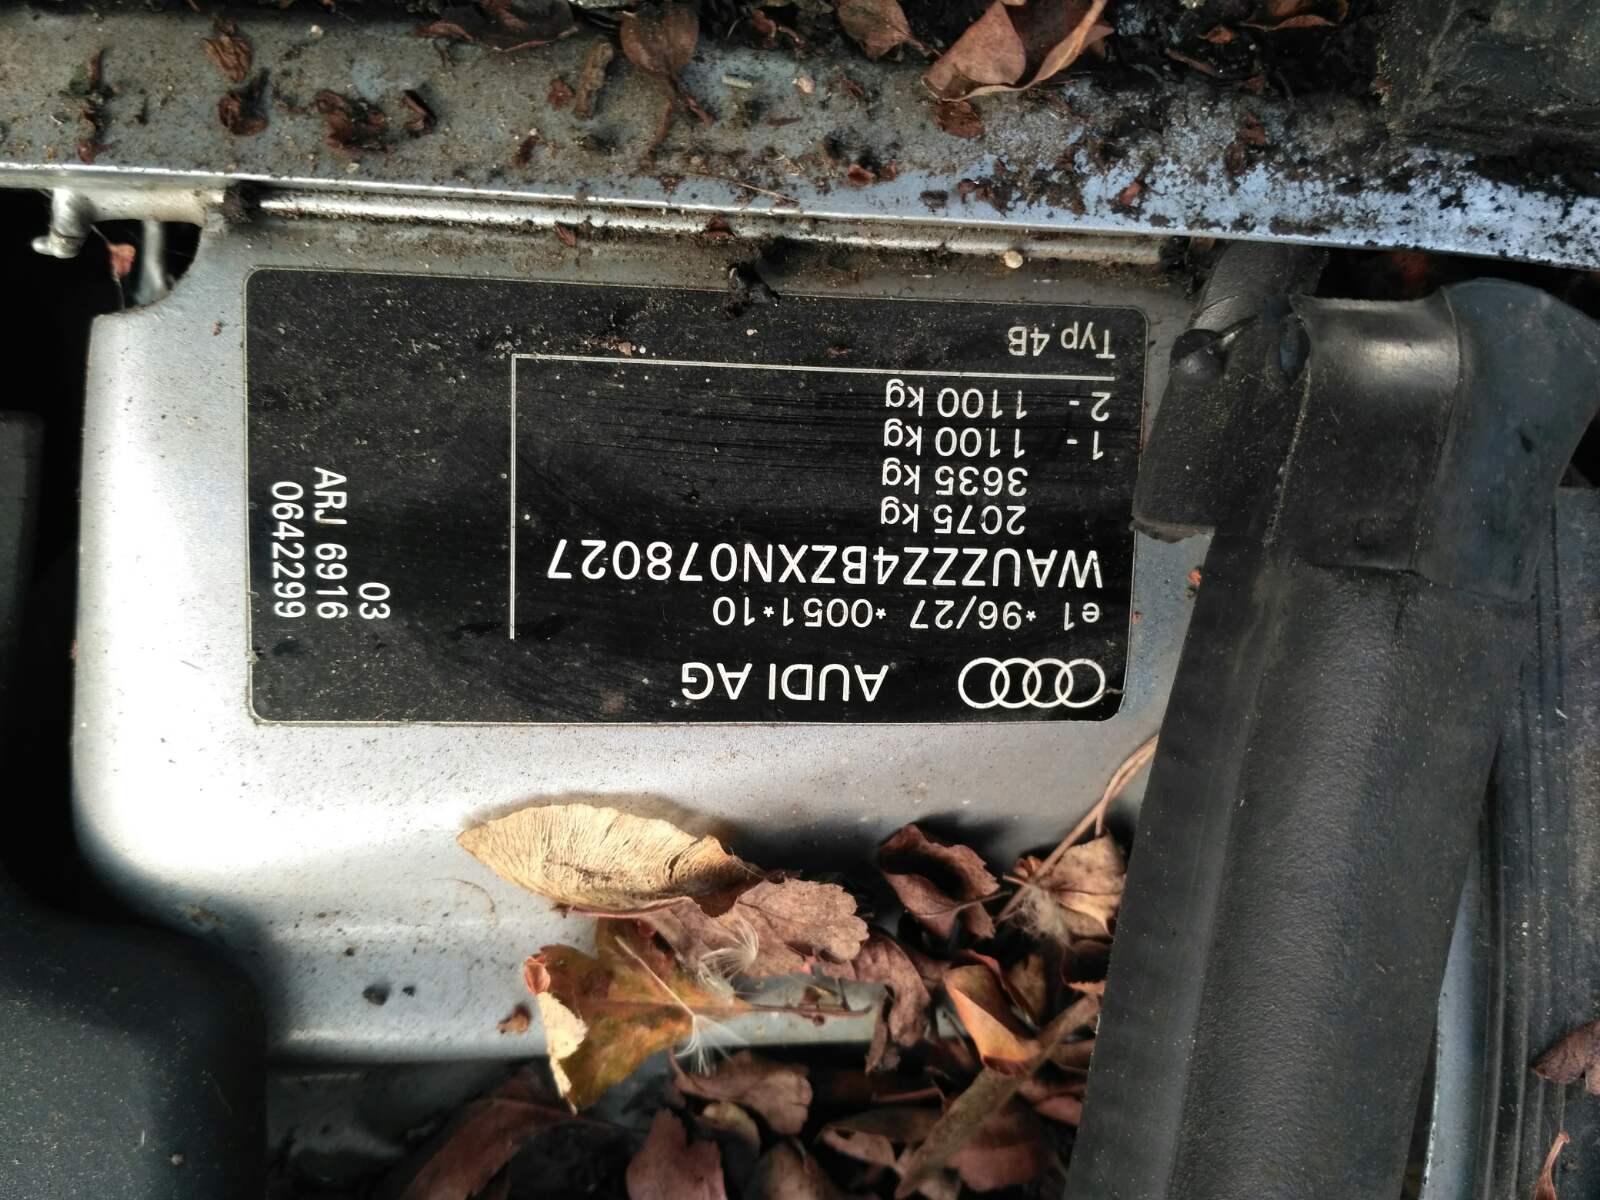 AUDI AG
e1 *96/27 *0051*10
WAUZZZ4BZXN078027
2075 kg
3635 kg
1 - 1100 kg
2 - 1100 kg
Typ 4B
03
ARJ 6916
06422299